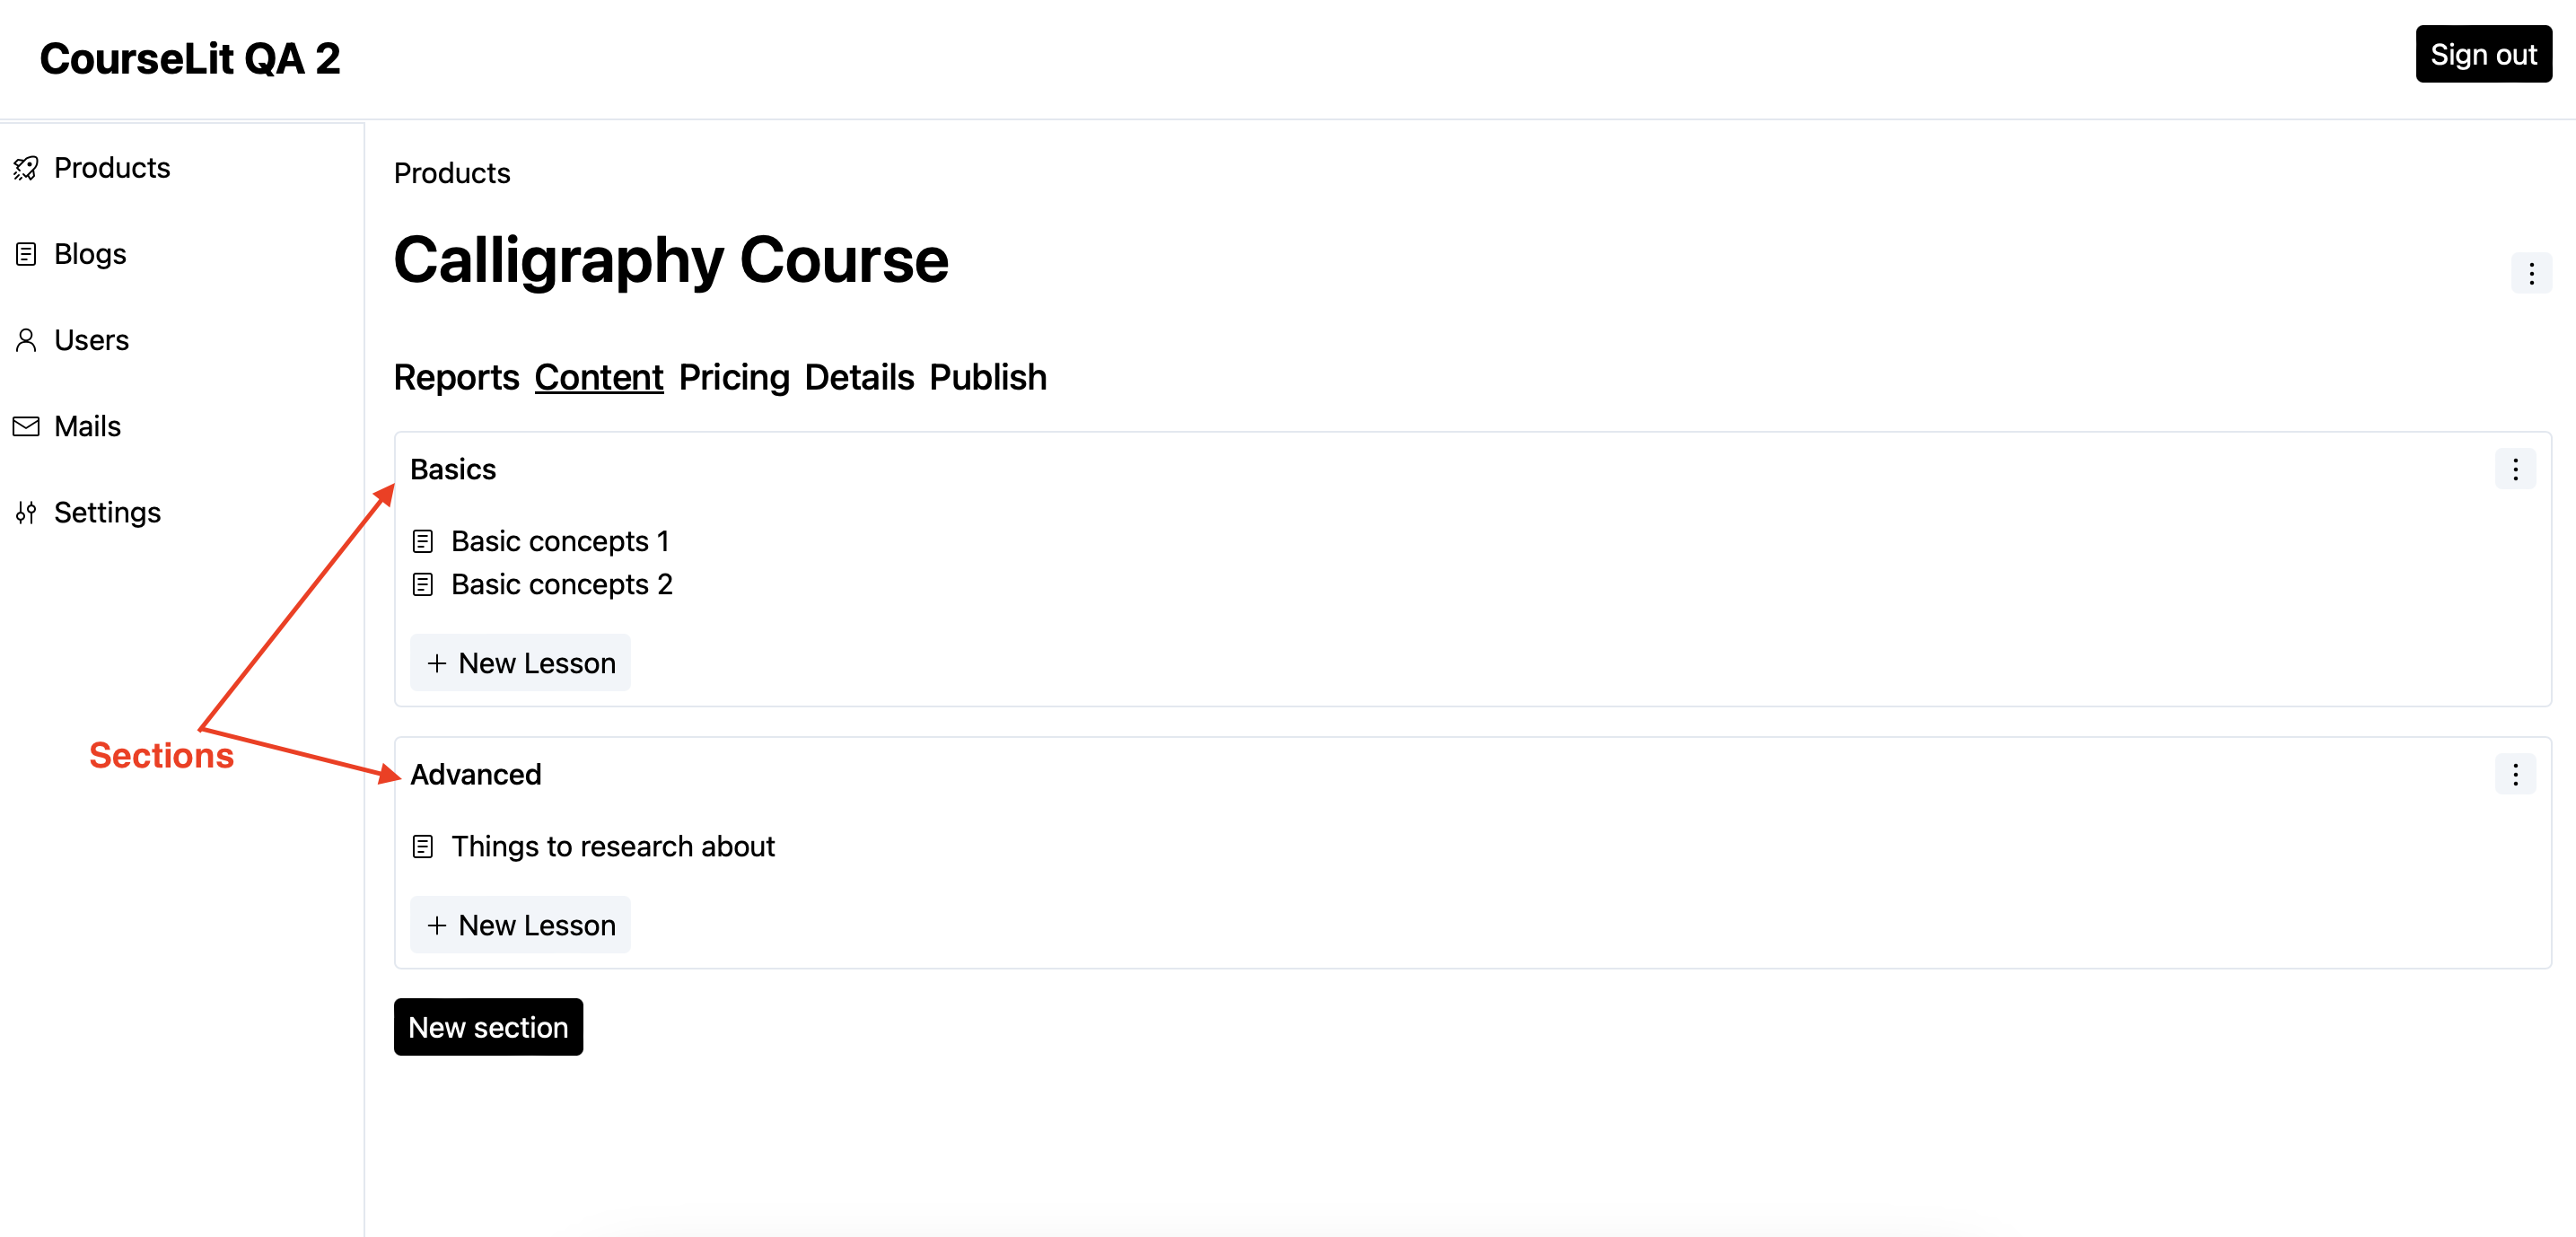 CourseLit QA 2
Sign out
Products
Blogs
Users
Mails
Settings
Products
Calligraphy Course
Reports Content Pricing Details Publish
Basics
Basic concepts 1
Basic concepts 2
+ New Lesson
Sections
Advanced
Things to research about
+ New Lesson
New section